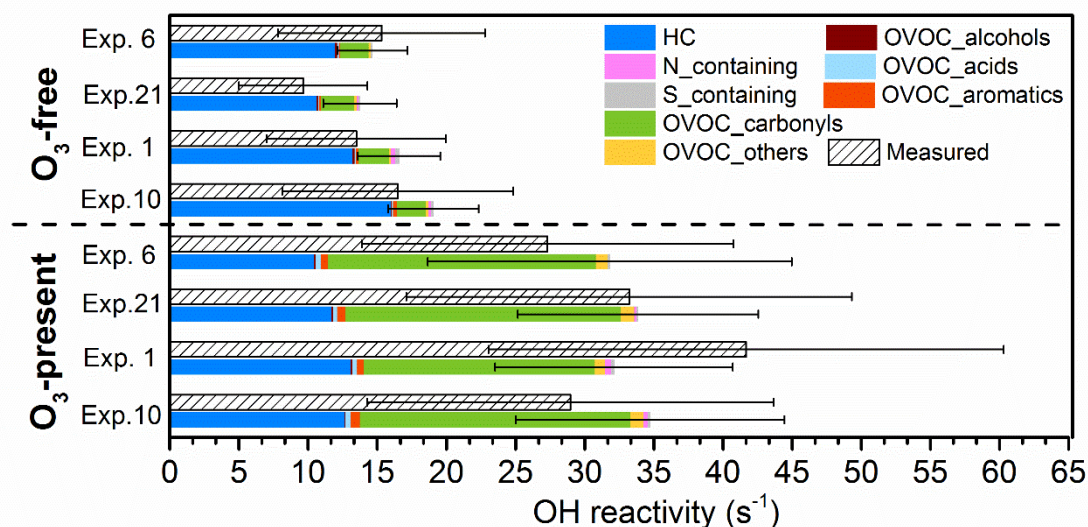 O₃-free
O₃-present
Exp. 6
Exp.21
Exp. 1
Exp.10
Exp. 6
Exp.21
Exp. 1
Exp.10
HC
N_containing
S_containing
OVOC_carbonyls
OVOC_others
OVOC_alcohols
OVOC_acids
OVOC_aromatics
Measured
0 5 10 15 20 25 30 35 40 45 50 55 60 65
OH reactivity (s⁻¹)